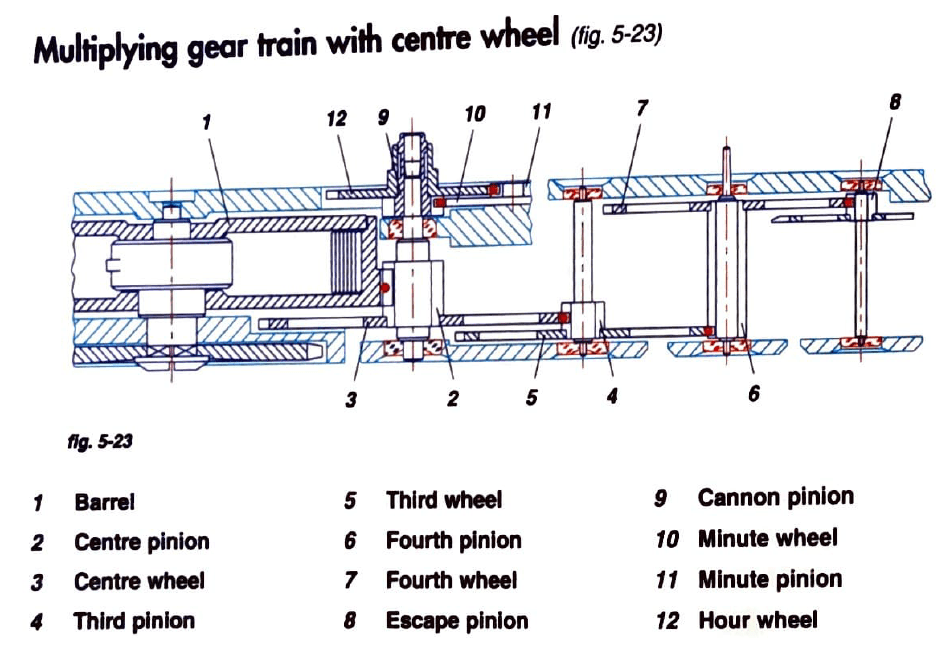 Multiplying gear train with centre wheel (fig. 5-23)
1 12 9 10 11 7 8
3 2 5 4 6
fig. 5-23
1 Barrel
2 Centre pinion
3 Centre wheel
4 Third pinion
5 Third wheel
6 Fourth pinion
7 Fourth wheel
8 Escape pinion
9 Cannon pinion
10 Minute wheel
11 Minute pinion
12 Hour wheel